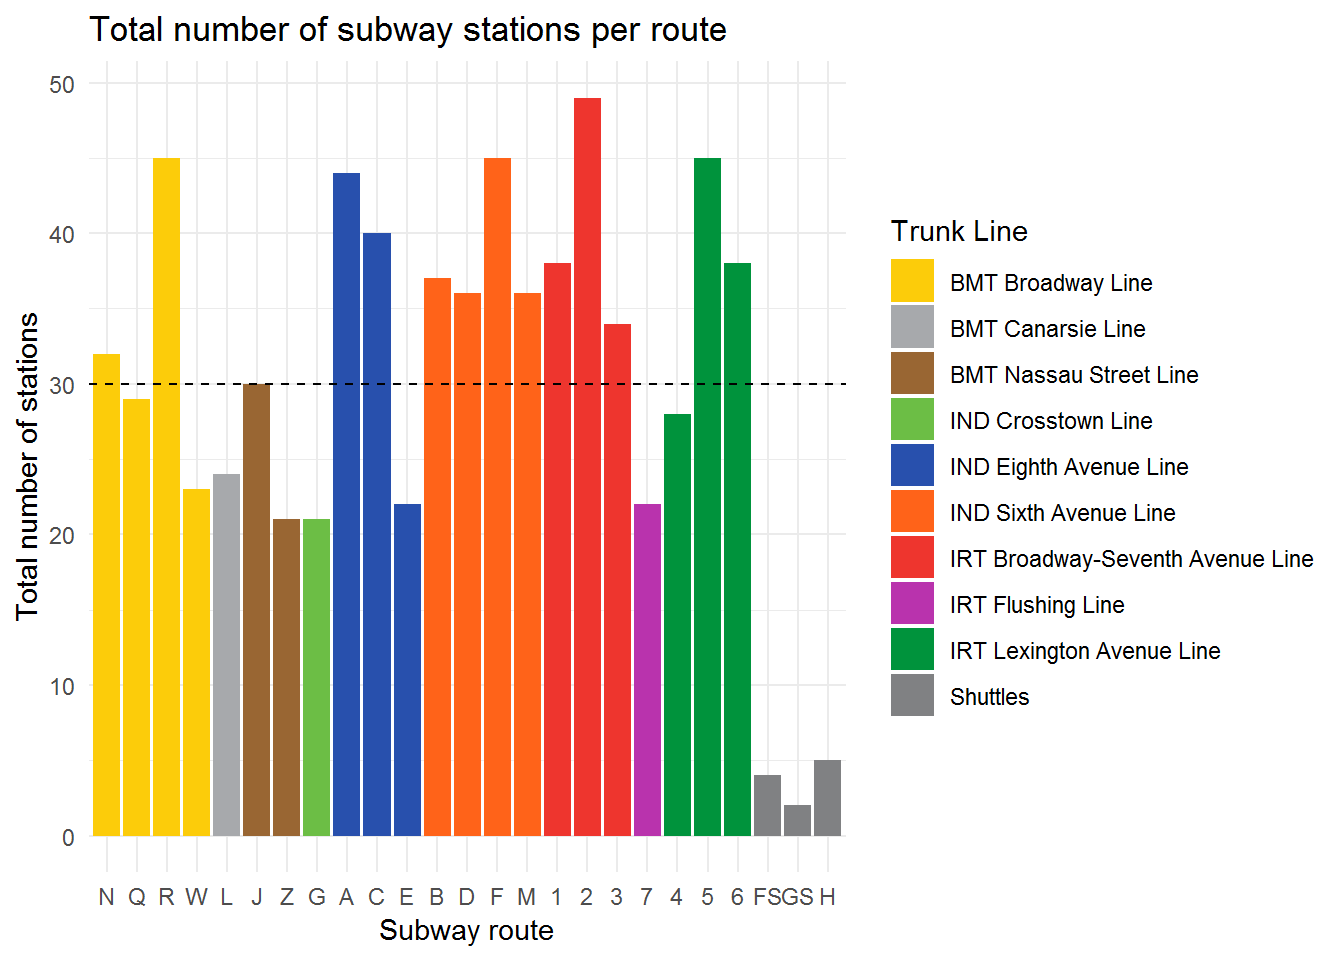 Total number of subway stations per route
Total number of stations
50
40
30
20
10
0
N Q R W L J Z G A C E B D F M 1 2 3 7 4 5 6 FS GS H
Subway route
Trunk Line
BMT Broadway Line
BMT Canarsie Line
BMT Nassau Street Line
IND Crosstown Line
IND Eighth Avenue Line
IND Sixth Avenue Line
IRT Broadway-Seventh Avenue Line
IRT Flushing Line
IRT Lexington Avenue Line
Shuttles